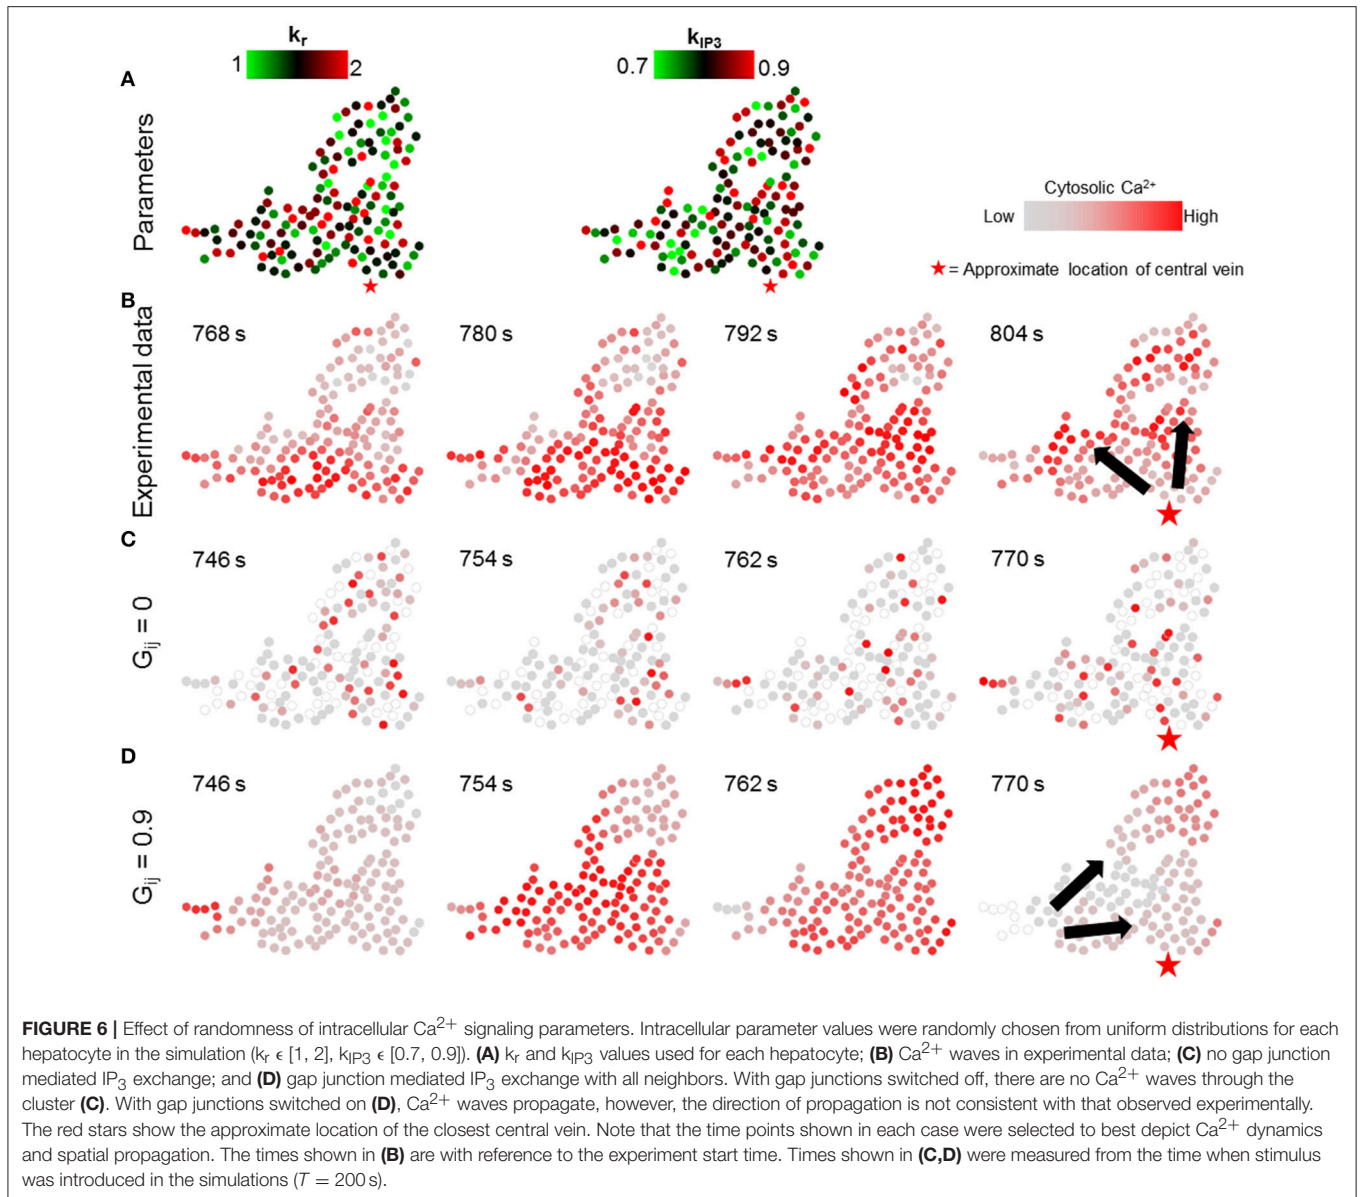 k_r
1 2
k_IP3
0.7 0.9
A
Parameters
Cytosolic Ca²⁺
Low High
★ = Approximate location of central vein
B
Experimental data
768 s 780 s 792 s 804 s
C
G_ij = 0
746 s 754 s 762 s 770 s
D
G_ij = 0.9
746 s 754 s 762 s 770 s
FIGURE 6 | Effect of randomness of intracellular Ca²⁺ signaling parameters. Intracellular parameter values were randomly chosen from uniform distributions for each
hepatocyte in the simulation (k_r ϵ [1, 2], k_IP3 ϵ [0.7, 0.9]). (A) k_r and k_IP3 values used for each hepatocyte; (B) Ca²⁺ waves in experimental data; (C) no gap junction
mediated IP₃ exchange; and (D) gap junction mediated IP₃ exchange with all neighbors. With gap junctions switched off, there are no Ca²⁺ waves through the
cluster (C). With gap junctions switched on (D), Ca²⁺ waves propagate, however, the direction of propagation is not consistent with that observed experimentally.
The red stars show the approximate location of the closest central vein. Note that the time points shown in each case were selected to best depict Ca²⁺ dynamics
and spatial propagation. The times shown in (B) are with reference to the experiment start time. Times shown in (C,D) were measured from the time when stimulus
was introduced in the simulations (T = 200 s).